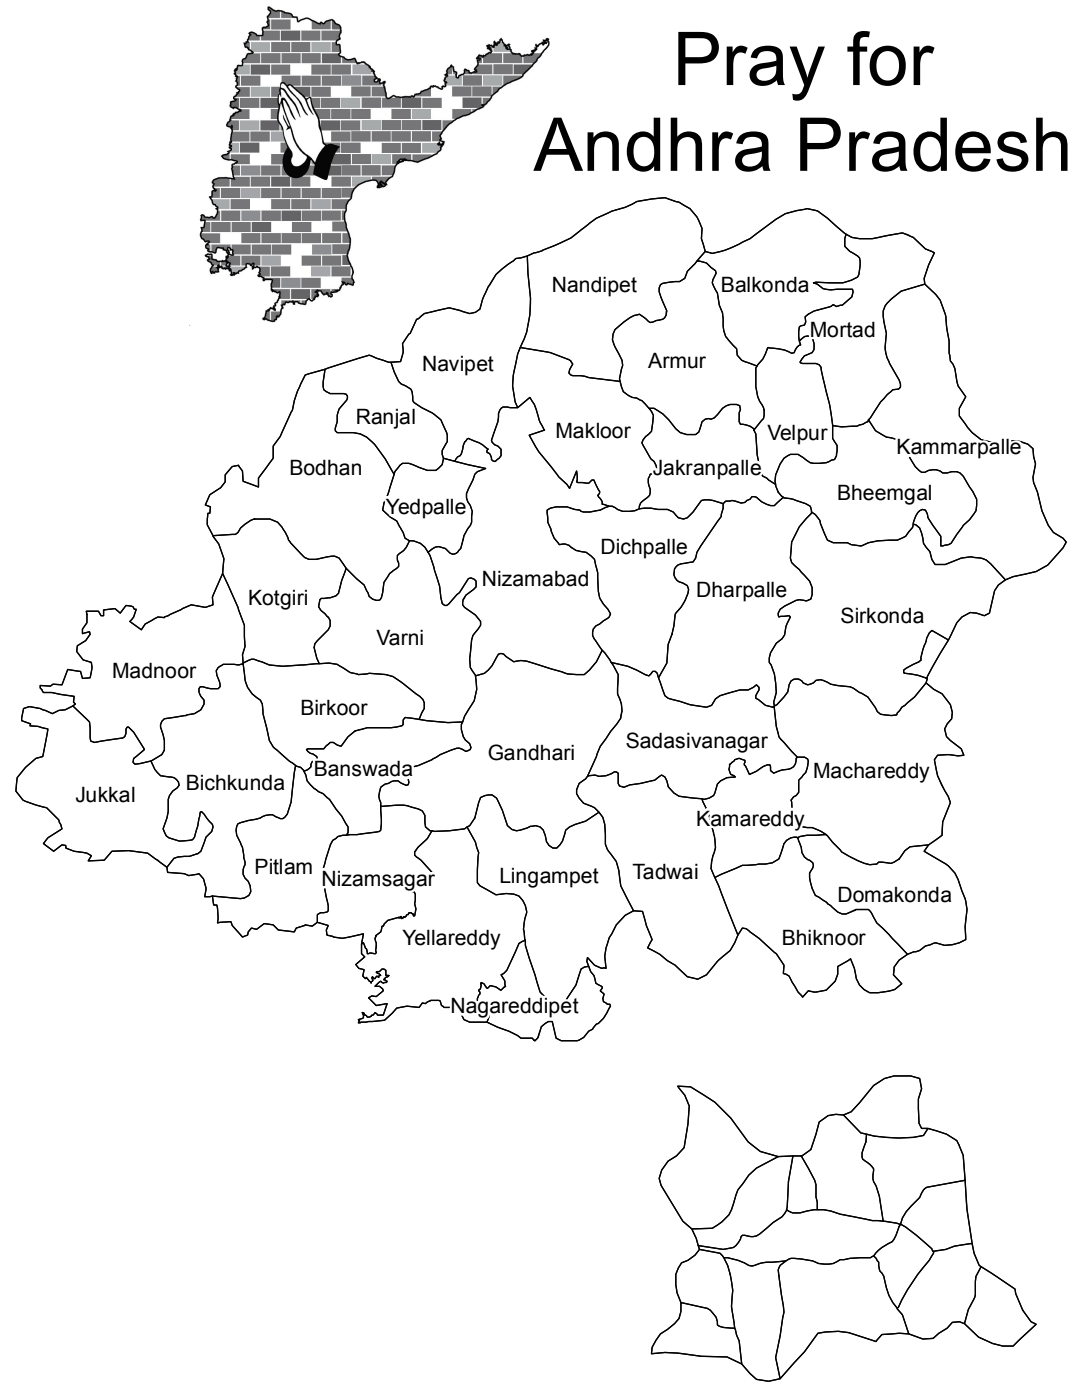 Pray for
Andhra Pradesh
Nandipet
Balkonda
Mortad
Navipet
Armur
Ranjal
Makloor
Velpur
Kammarpalle
Bodhan
Jakranpalle
Yedpalle
Bheemgal
Dichpalle
Nizamabad
Dharpalle
Kotgiri
Sirkonda
Varni
Madnoor
Birkoor
Sadasivanagar
Gandhari
Banswada
Machareddy
Bichkunda
Jukkal
Kamareddy
Pitlam
Nizamsagar
Lingampet
Tadwai
Domakonda
Yellareddy
Bhiknoor
Nagareddipet